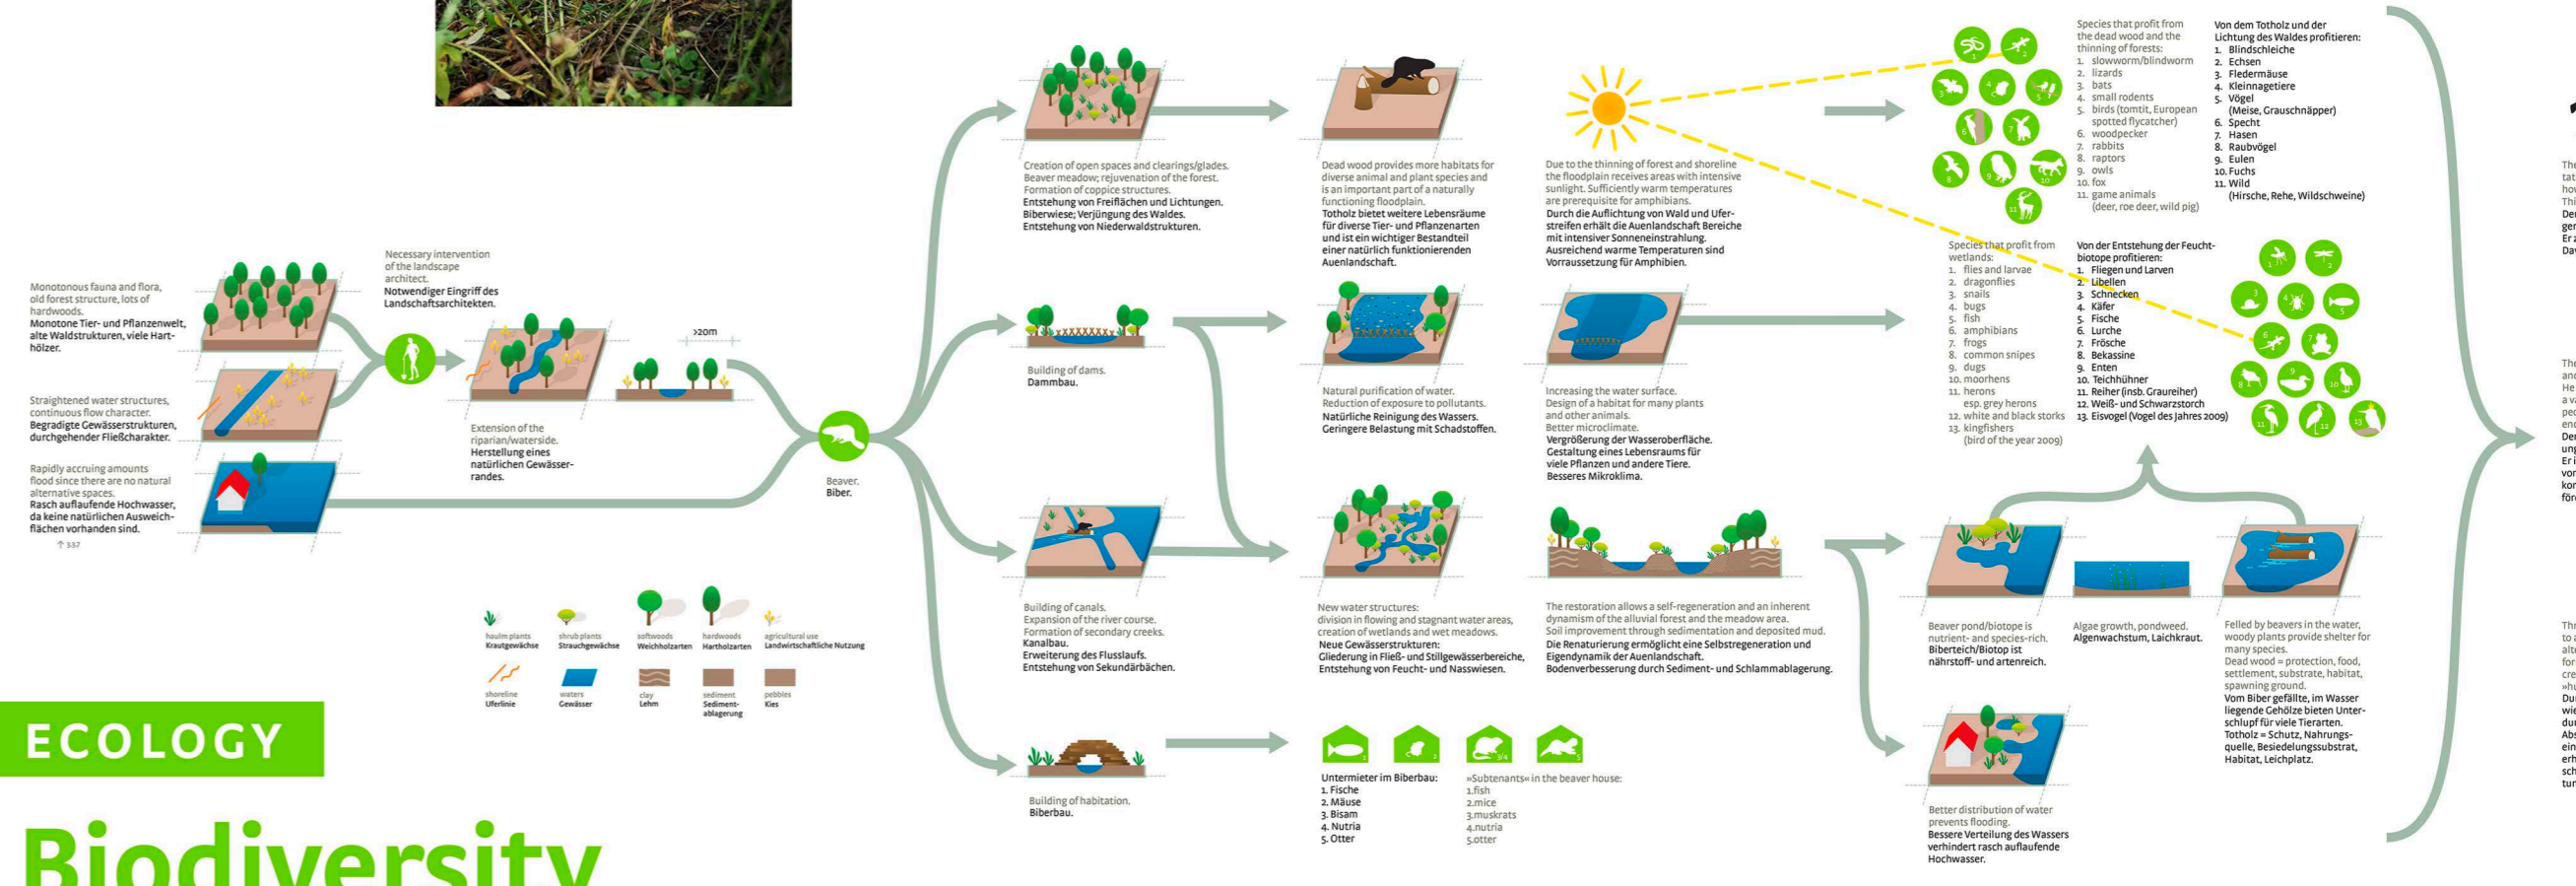 Monotonous fauna and flora,
old forest structure, lots of
hardwoods.
Monotone Tier- und Pflanzenwelt,
alte Waldstrukturen, viele Hart-
hölzer.
Straightened water structures,
continuous flow character.
Begradigte Gewässerstrukturen,
durchgehender Fließcharakter.
Rapidly accruing amounts
flood since there are no natural
alternative spaces.
Rasch auflaufende Hochwasser,
da keine natürlichen Ausweich-
flächen vorhanden sind.
↑ 337
Necessary intervention
of the landscape
architect.
Notwendiger Eingriff des
Landschaftsarchitekten.
Extension of the
riparian/waterside.
Herstellung eines
natürlichen Gewässer-
randes.
>20m
Beaver.
Biber.
haulm plants
Krautgewächse
shrub plants
Strauchgewächse
softwoods
Weichholzarten
hardwoods
Hartholzarten
agricultural use
Landwirtschaftliche Nutzung
shoreline
Uferlinie
waters
Gewässer
clay
Lehm
sediment
Sediment-
ablagerung
pebbles
Kies
ECOLOGY
Biodiversity
Creation of open spaces and clearings/glades.
Beaver meadow; rejuvenation of the forest.
Formation of coppice structures.
Entstehung von Freiflächen und Lichtungen.
Biberwiese; Verjüngung des Waldes.
Entstehung von Niederwaldstrukturen.
Building of dams.
Dammbau.
Building of canals.
Expansion of the river course.
Formation of secondary creeks.
Kanalbau.
Erweiterung des Flusslaufs.
Entstehung von Sekundärbächen.
Building of habitation.
Biberbau.
Dead wood provides more habitats for
diverse animal and plant species and
is an important part of a naturally
functioning floodplain.
Totholz bietet weitere Lebensräume
für diverse Tier- und Pflanzenarten
und ist ein wichtiger Bestandteil
einer natürlich funktionierenden
Auenlandschaft.
Natural purification of water.
Reduction of exposure to pollutants.
Natürliche Reinigung des Wassers.
Geringere Belastung mit Schadstoffen.
New water structures:
division in flowing and stagnant water areas,
creation of wetlands and wet meadows.
Neue Gewässerstrukturen:
Gliederung in Fließ- und Stillgewässerbereiche,
Entstehung von Feucht- und Nasswiesen.
1
2
3/4
5
Untermieter im Biberbau:
1. Fische
2. Mäuse
3. Bisam
4. Nutria
5. Otter
»Subtenants« in the beaver house:
1.fish
2.mice
3.muskrats
4.nutria
5.otter
Due to the thinning of forest and shoreline
the floodplain receives areas with intensive
sunlight. Sufficiently warm temperatures
are prerequisite for amphibians.
Durch die Auflichtung von Wald und Ufer-
streifen erhält die Auenlandschaft Bereiche
mit intensiver Sonneneinstrahlung.
Ausreichend warme Temperaturen sind
Vorraussetzung für Amphibien.
Increasing the water surface.
Design of a habitat for many plants
and other animals.
Better microclimate.
Vergrößerung der Wasseroberfläche.
Gestaltung eines Lebensraums für
viele Pflanzen und andere Tiere.
Besseres Mikroklima.
The restoration allows a self-regeneration and an inherent
dynamism of the alluvial forest and the meadow area.
Soil improvement through sedimentation and deposited mud.
Die Renaturierung ermöglicht eine Selbstregeneration und
Eigendynamik der Auenlandschaft.
Bodenverbesserung durch Sediment- und Schlammablagerung.
1
2
3
4
5
6
7
8
9
10
11
Species that profit from
the dead wood and the
thinning of forests:
1. slowworm/blindworm
2. lizards
3. bats
4. small rodents
5. birds (tomtit, European
spotted flycatcher)
6. woodpecker
7. rabbits
8. raptors
9. owls
10. fox
11. game animals
(deer, roe deer, wild pig)
Von dem Totholz und der
Lichtung des Waldes profitieren:
1. Blindschleiche
2. Echsen
3. Fledermäuse
4. Kleinnagetiere
5. Vögel
(Meise, Grauschnäpper)
6. Specht
7. Hasen
8. Raubvögel
9. Eulen
10. Fuchs
11. Wild
(Hirsche, Rehe, Wildschweine)
Species that profit from
wetlands:
1. flies and larvae
2. dragonflies
3. snails
4. bugs
5. fish
6. amphibians
7. frogs
8. common snipes
9. dugs
10. moorhens
11. herons
esp. grey herons
12. white and black storks
13. kingfishers
(bird of the year 2009)
Von der Entstehung der Feucht-
biotope profitieren:
1. Fliegen und Larven
2. Libellen
3. Schnecken
4. Käfer
5. Fische
6. Lurche
7. Frösche
8. Bekassine
9. Enten
10. Teichhühner
11. Reiher (insb. Graureiher)
12. Weiß- und Schwarzstorch
13. Eisvogel (Vogel des Jahres 2009)
1
2
3
4
5
6
7
8
9
10
11
12
13
Beaver pond/biotope is
nutrient- and species-rich.
Biberteich/Biotop ist
nährstoff- und artenreich.
Algae growth, pondweed.
Algenwachstum, Laichkraut.
Felled by beavers in the water,
woody plants provide shelter for
many species.
Dead wood = protection, food,
settlement, substrate, habitat,
spawning ground.
Vom Biber gefällte, im Wasser
liegende Gehölze bieten Unter-
schlupf für viele Tierarten.
Totholz = Schutz, Nahrungs-
quelle, Besiedelungssubstrat,
Habitat, Leichplatz.
Better distribution of water
prevents flooding.
Bessere Verteilung des Wassers
verhindert rasch auflaufende
Hochwasser.